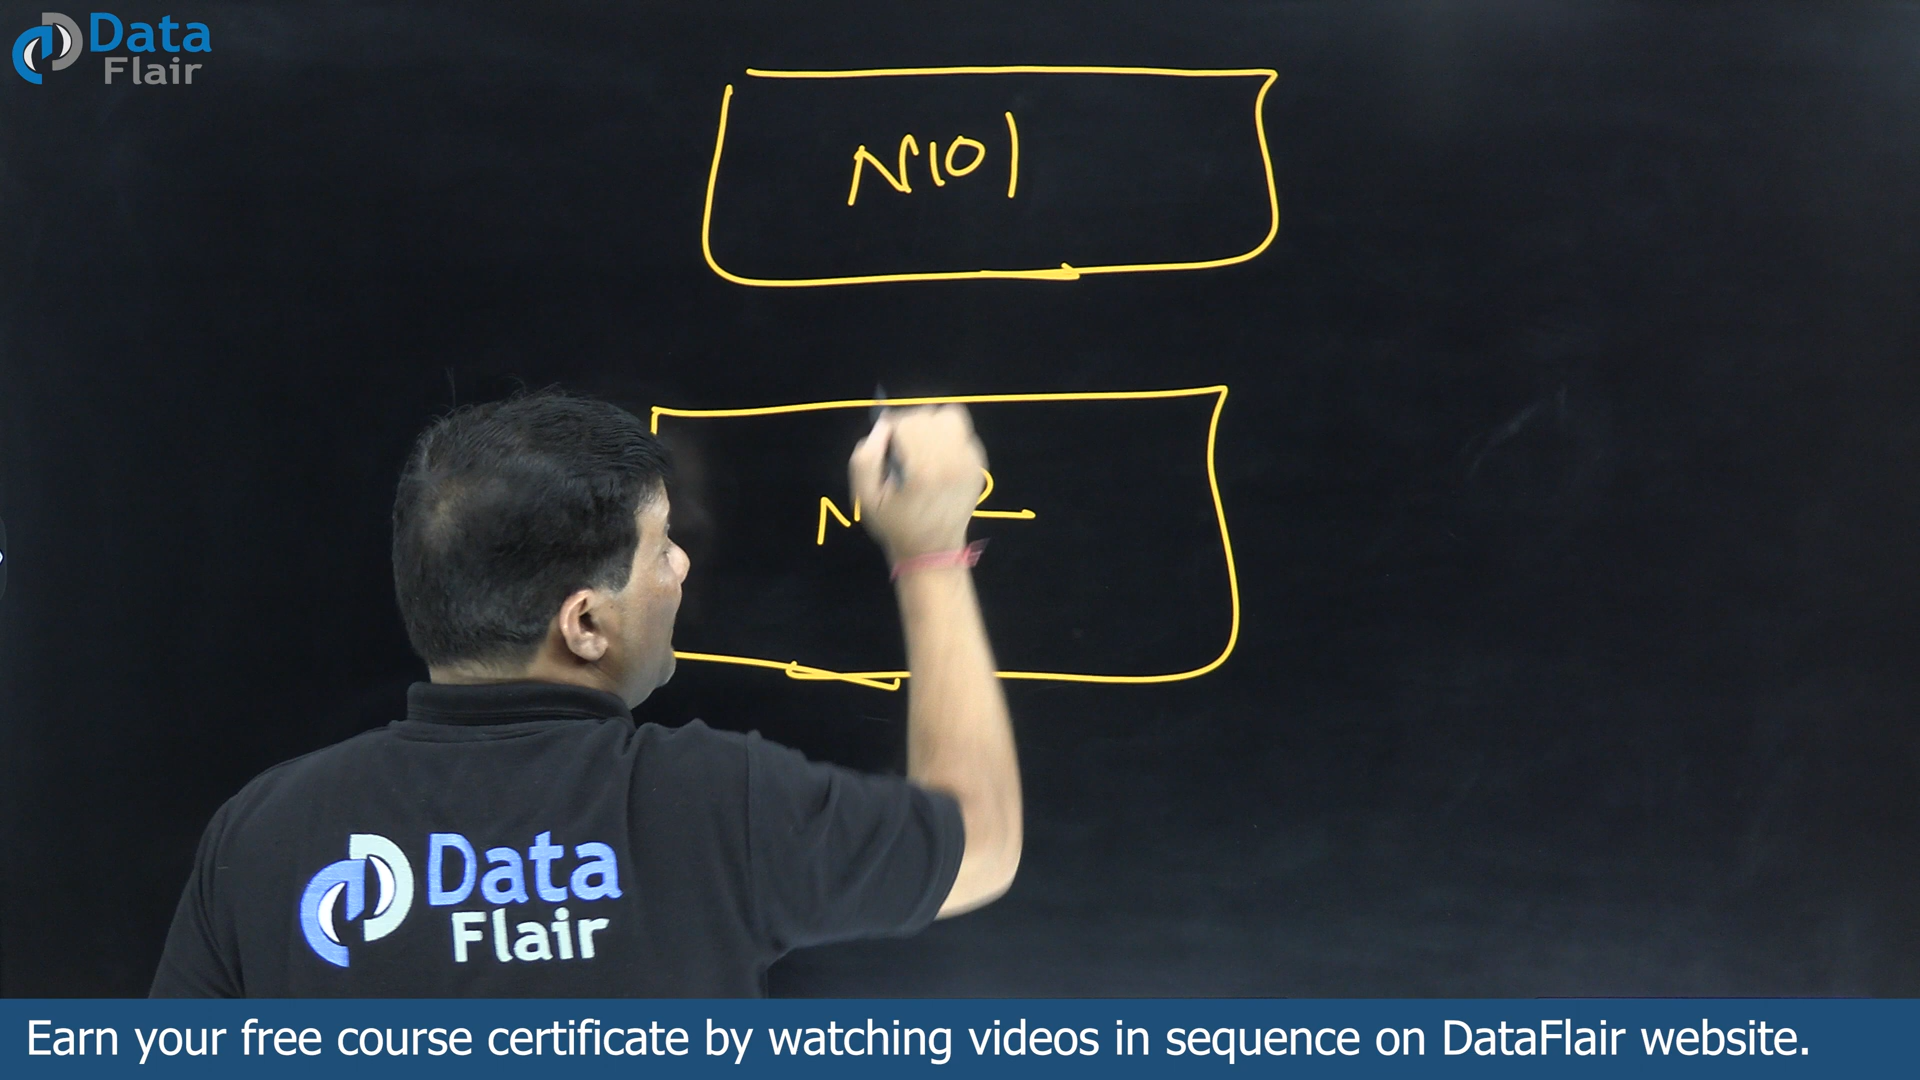 Data
Flair
N101
Data
Flair
Earn your free course certificate by watching videos in sequence on DataFlair website.